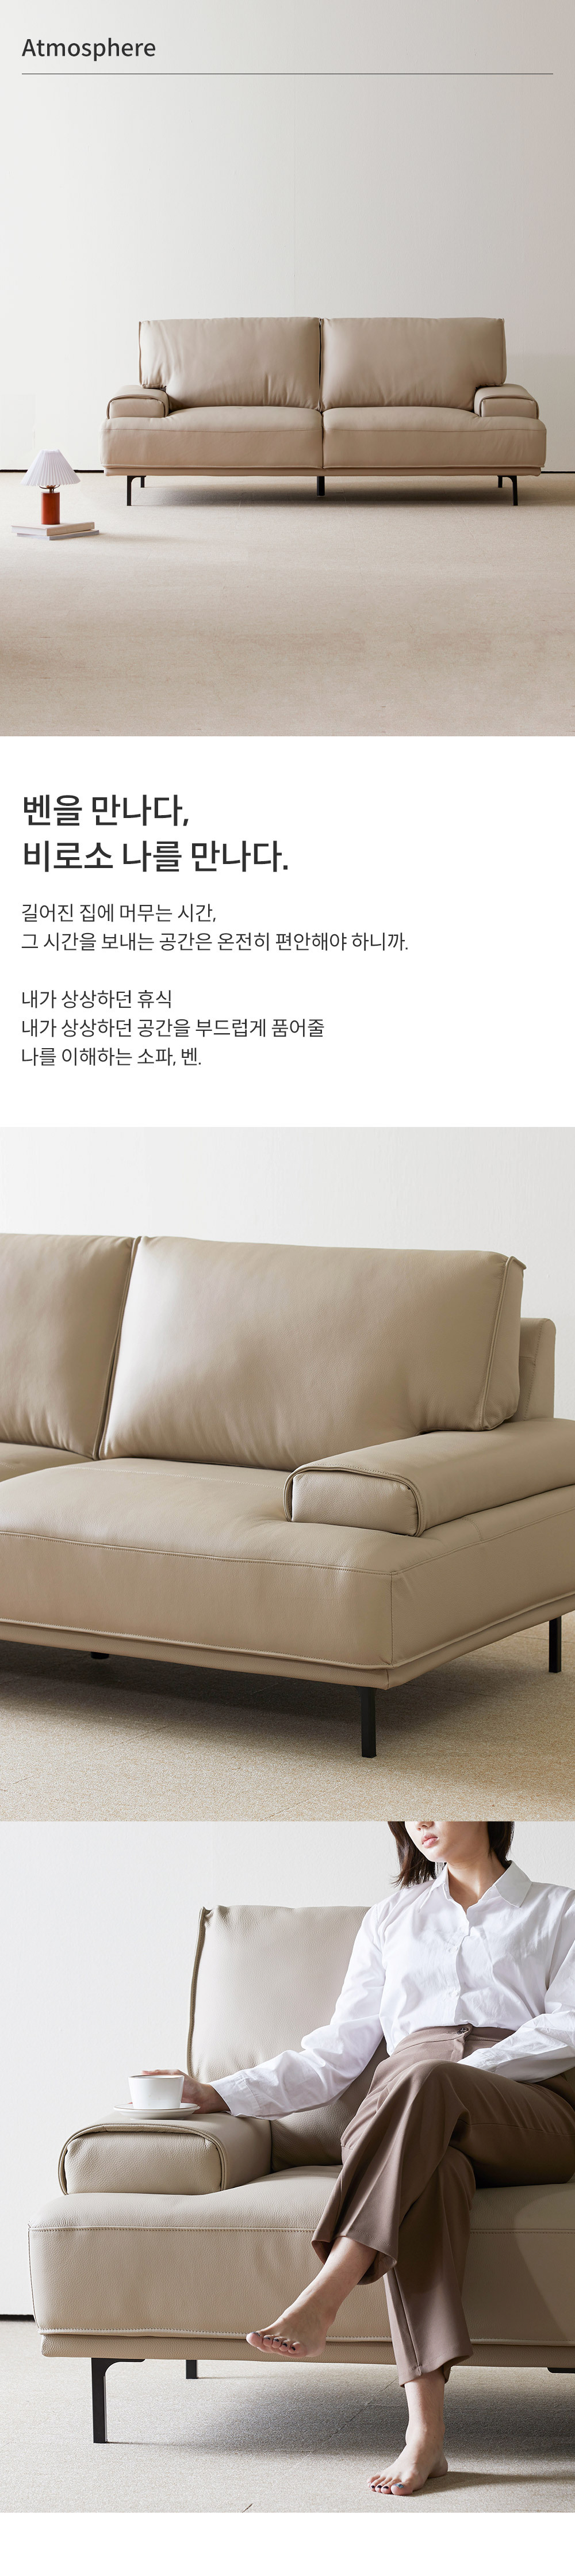 Atmosphere
벤을 만나다,
비로소 나를 만나다.
길어진 집에 머무는 시간,
그 시간을 보내는 공간은 온전히 편안해야 하니까.
내가 상상하던 휴식
내가 상상하던 공간을 부드럽게 품어줄
나를 이해하는 소파, 벤.